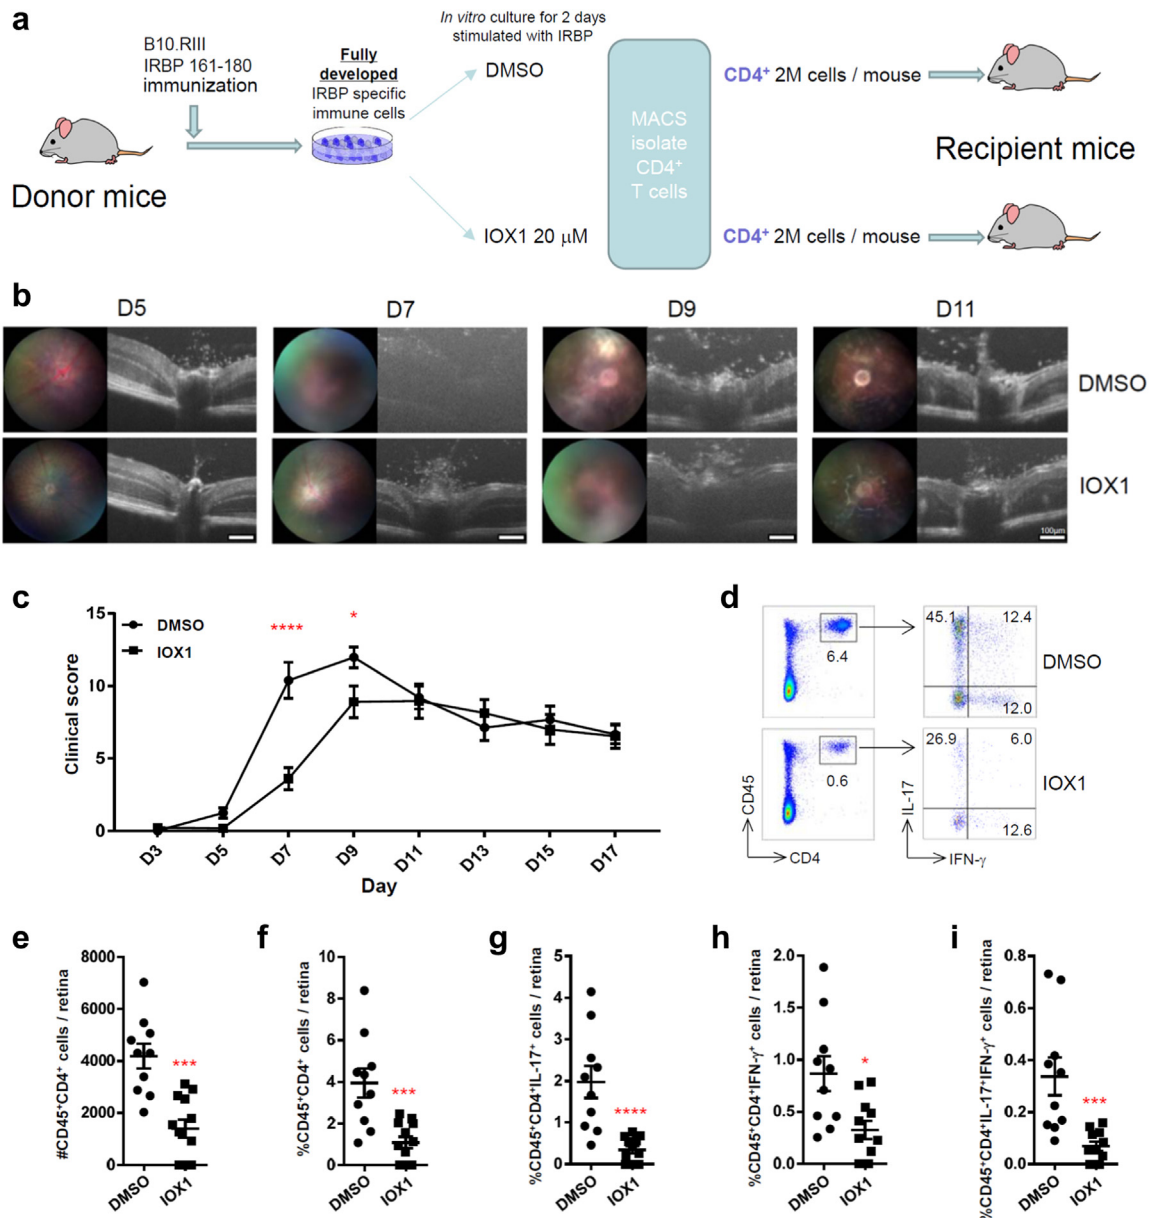 a
B10.RIII
IRBP 161-180
immunization
Fully
developed
IRBP specific
immune cells
In vitro culture for 2 days
stimulated with IRBP
DMSO
IOX1 20 μM
MACS
isolate
CD4⁺
T cells
CD4⁺ 2M cells / mouse
CD4⁺ 2M cells / mouse
Donor mice
Recipient mice
b
D5
D7
D9
D11
DMSO
IOX1
100μm
c
Clinical score
15
10
5
0
DMSO
IOX1
****
*
D3
D5
D7
D9
D11
D13
D15
D17
Day
d
6.4
45.1
12.4
12.0
DMSO
0.6
26.9
6.0
12.6
IOX1
CD45
CD4
IL-17
IFN-γ
e
#CD45⁺CD4⁺ cells / retina
8000
6000
4000
2000
0
***
DMSO
IOX1
f
%CD45⁺CD4⁺ cells / retina
10
8
6
4
2
0
***
DMSO
IOX1
g
%CD45⁺CD4⁺IL-17⁺ cells / retina
5
4
3
2
1
0
****
DMSO
IOX1
h
%CD45⁺CD4⁺IFN-γ⁺ cells / retina
2.0
1.5
1.0
0.5
0.0
*
DMSO
IOX1
i
%CD45⁺CD4⁺IL-17⁺IFN-γ⁺ cells / retina
0.8
0.6
0.4
0.2
0.0
***
DMSO
IOX1